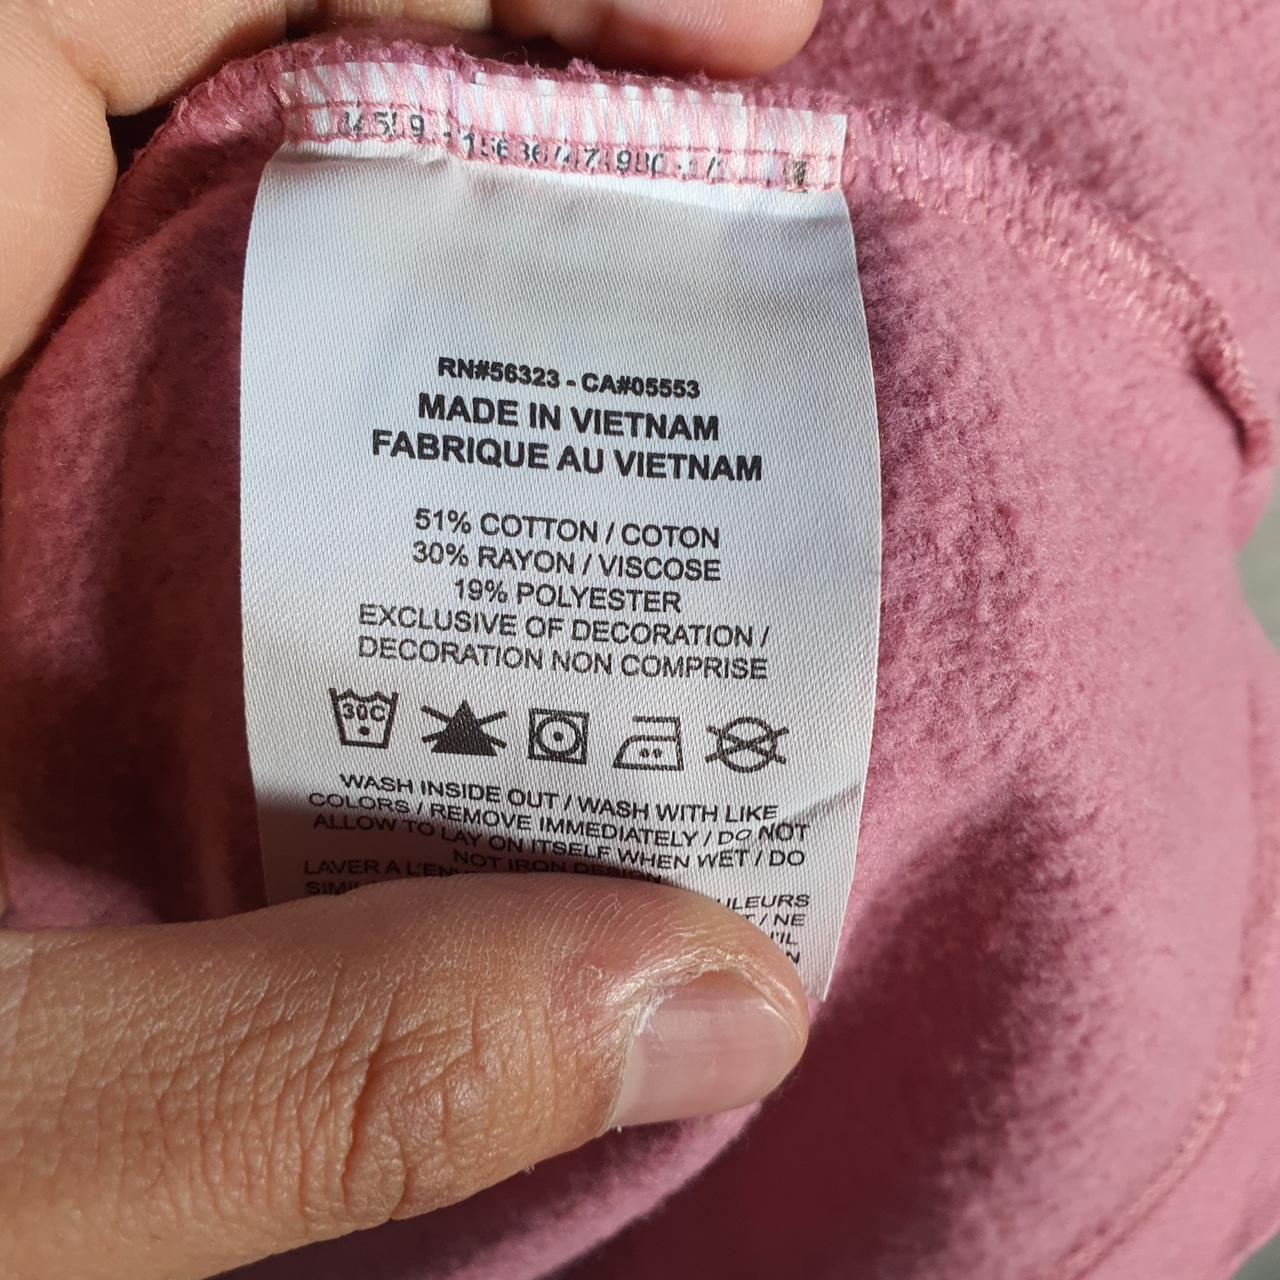 RN#56323 - CA#05553
MADE IN VIETNAM
FABRIQUE AU VIETNAM
51% COTTON / COTON
30% RAYON / VISCOSE
19% POLYESTER
EXCLUSIVE OF DECORATION /
DECORATION NON COMPRISE
30C
WASH INSIDE OUT / WASH WITH LIKE
COLORS / REMOVE IMMEDIATELY / DO NOT
ALLOW TO LAY ON ITSELF WHEN WET / DO
NOT IRON DESIGN
LAVER A
/ NE